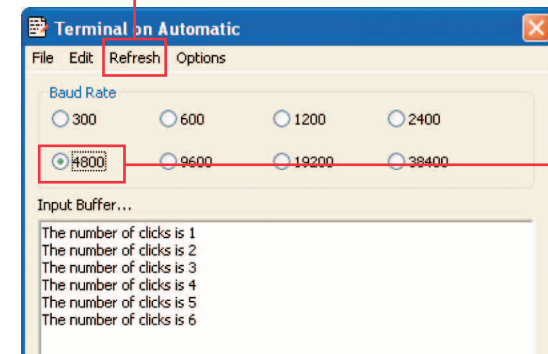 Terminal on Automatic
File Edit Refresh Options
Baud Rate
300 600 1200 2400
4800 9600 19200 38400
Input Buffer...
The number of clicks is 1
The number of clicks is 2
The number of clicks is 3
The number of clicks is 4
The number of clicks is 5
The number of clicks is 6